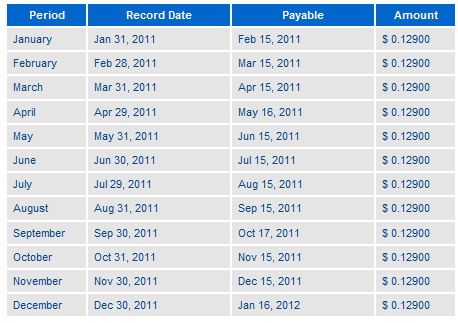 Period Record Date Payable Amount
January Jan 31, 2011 Feb 15, 2011 $ 0.12900
February Feb 28, 2011 Mar 15, 2011 $ 0.12900
March Mar 31, 2011 Apr 15, 2011 $ 0.12900
April Apr 29, 2011 May 16, 2011 $ 0.12900
May May 31, 2011 Jun 15, 2011 $ 0.12900
June Jun 30, 2011 Jul 15, 2011 $ 0.12900
July Jul 29, 2011 Aug 15, 2011 $ 0.12900
August Aug 31, 2011 Sep 15, 2011 $ 0.12900
September Sep 30, 2011 Oct 17, 2011 $ 0.12900
October Oct 31, 2011 Nov 15, 2011 $ 0.12900
November Nov 30, 2011 Dec 15, 2011 $ 0.12900
December Dec 30, 2011 Jan 16, 2012 $ 0.12900